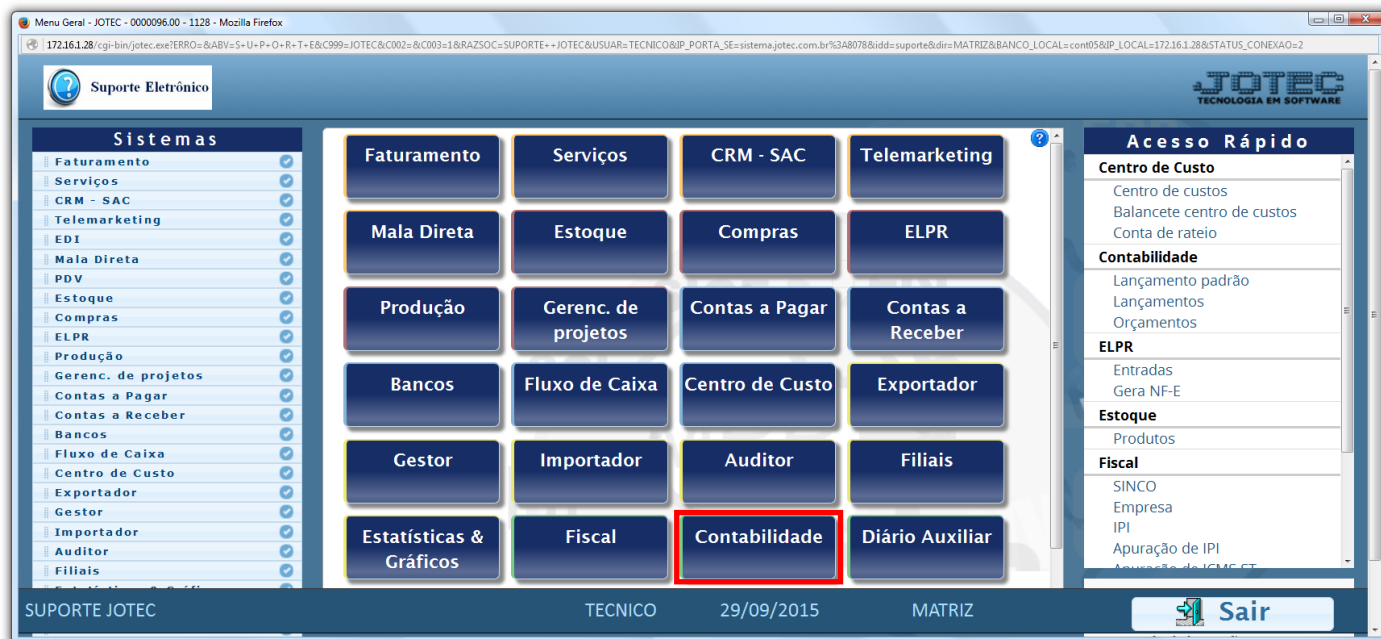 Menu Geral - JOTEC - 0000096.00 - 1128 - Mozilla Firefox
172.16.1.28/cgi-bin/jotec.exe?ERRO=&ABV=S+U+P+O+R+T+E&C999=JOTEC&C002=&C003=1&RAZSOC=SUPORTE++JOTEC&USUAR=TECNICO&IP_PORTA_SE=sistema.jotec.com.br%3A8078&idd=suporte&dir=MATRIZ&BANCO_LOCAL=cont05&IP_LOCAL=172.16.1.28&STATUS_CONEXAO=2
Suporte Eletrônico
JOTEC
TECNOLOGIA EM SOFTWARE
Sistemas
Faturamento
Serviços
CRM - SAC
Telemarketing
EDI
Mala Direta
PDV
Estoque
Compras
ELPR
Produção
Gerenc. de projetos
Contas a Pagar
Contas a Receber
Bancos
Fluxo de Caixa
Centro de Custo
Exportador
Gestor
Importador
Auditor
Filiais
Faturamento
Serviços
CRM - SAC
Telemarketing
Mala Direta
Estoque
Compras
ELPR
Produção
Gerenc. de
projetos
Contas a Pagar
Contas a
Receber
Bancos
Fluxo de Caixa
Centro de Custo
Exportador
Gestor
Importador
Auditor
Filiais
Estatísticas &
Gráficos
Fiscal
Contabilidade
Diário Auxiliar
Acesso Rápido
Centro de Custo
Centro de custos
Balancete centro de custos
Conta de rateio
Contabilidade
Lançamento padrão
Lançamentos
Orçamentos
ELPR
Entradas
Gera NF-E
Estoque
Produtos
Fiscal
SINCO
Empresa
IPI
Apuração de IPI
Apuração de ICMS ST
SUPORTE JOTEC
TECNICO
29/09/2015
MATRIZ
Sair